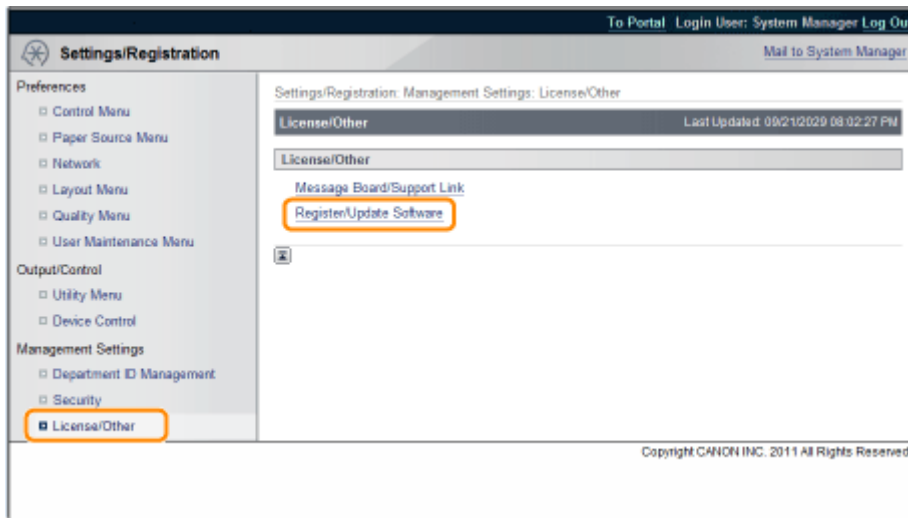 To Portal Login User: System Manager Log Ou
Settings/Registration
Mail to System Manager
Preferences
Control Menu
Paper Source Menu
Network
Layout Menu
Quality Menu
User Maintenance Menu
Output/Control
Utility Menu
Device Control
Management Settings
Department ID Management
Security
License/Other
Settings/Registration: Management Settings: License/Other
License/Other
Last Updated: 09/21/2029 08:02:27 PM
License/Other
Message Board/Support Link
Register/Update Software
Copyright CANON INC. 2011 All Rights Reserved